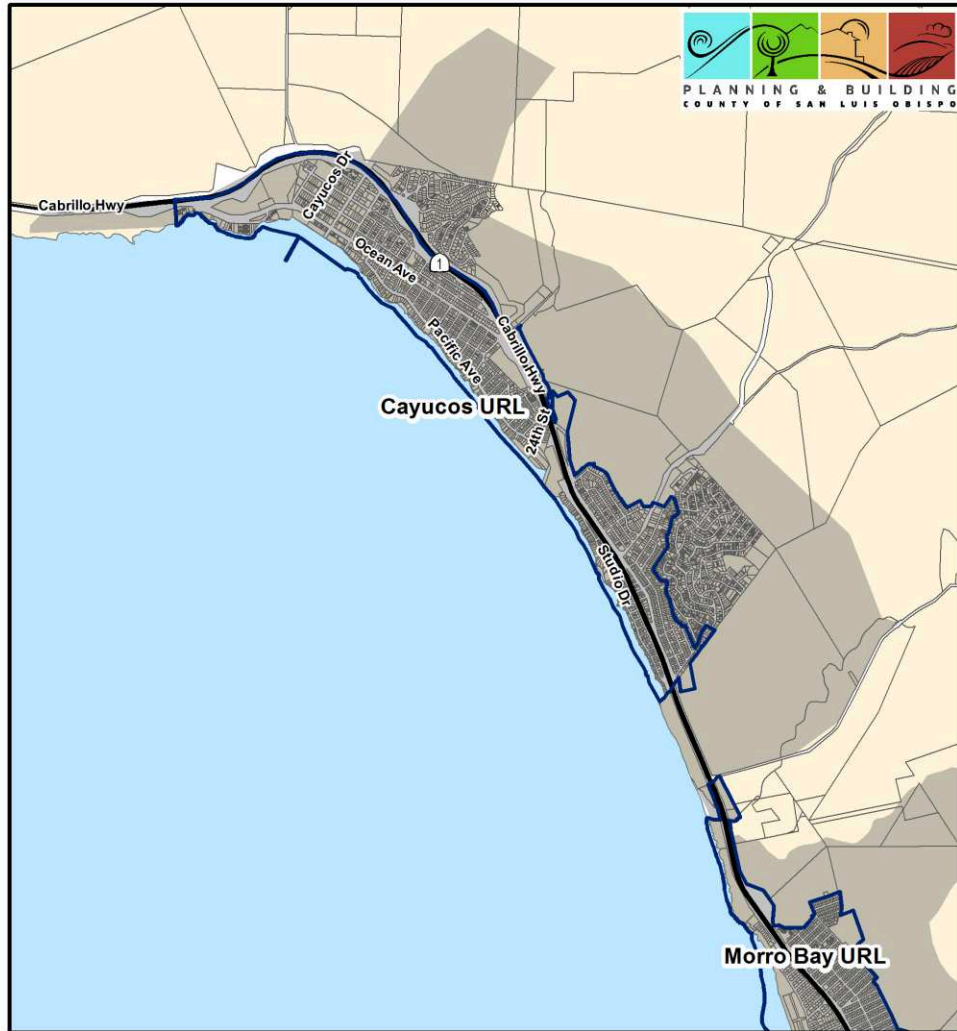 PLANNING & BUILDING
COUNTY OF SAN LUIS OBISPO
Cabrillo Hwy
Cayucos Dr
Ocean Ave
1
Cabrillo Hwy
Pacific Ave
Cayucos URL
24th St
Studio Dr
Morro Bay URL